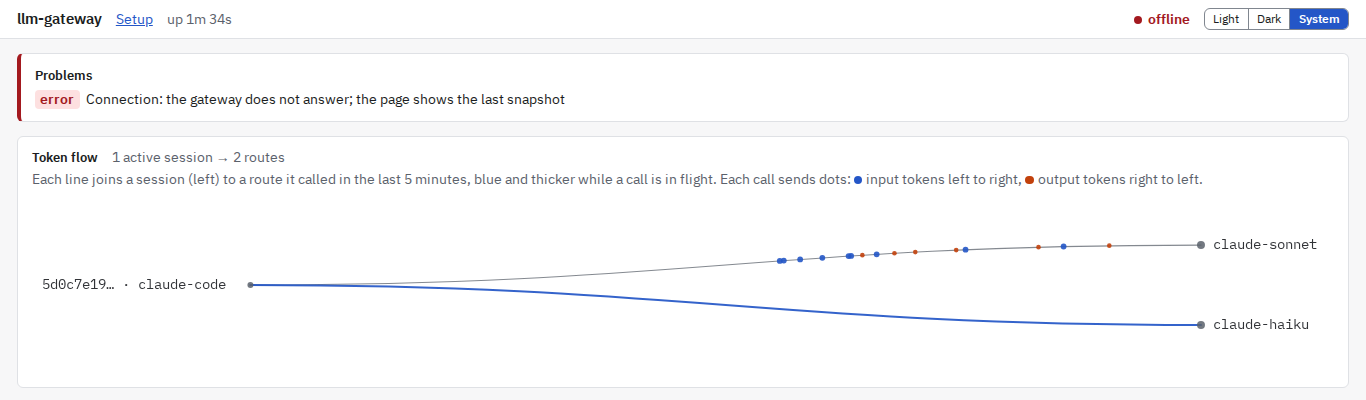 llm-gateway Setup up 1m 34s offline Light Dark System
Problems
error Connection: the gateway does not answer; the page shows the last snapshot
Token flow 1 active session → 2 routes
Each line joins a session (left) to a route it called in the last 5 minutes, blue and thicker while a call is in flight. Each call sends dots: input tokens left to right, output tokens right to left.
claude-sonnet
5d0c7e19… · claude-code
claude-haiku